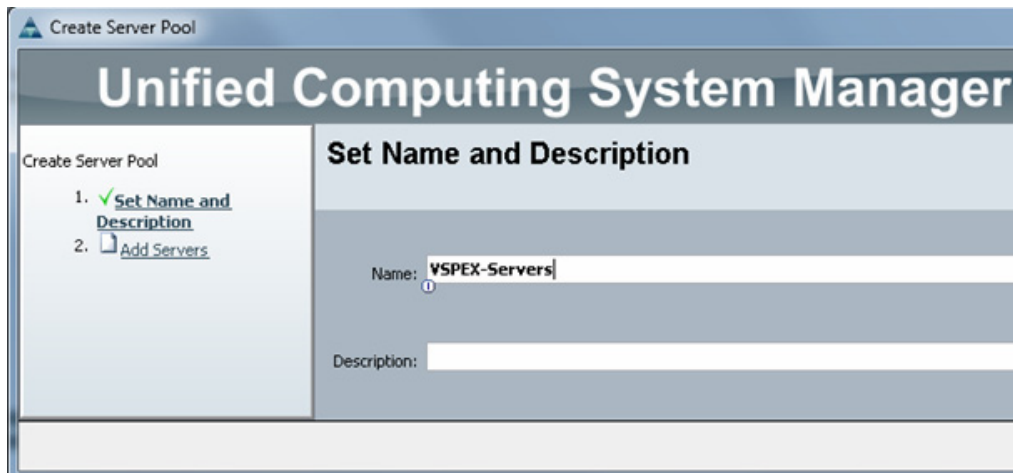 Create Server Pool
Unified Computing System Manager
Create Server Pool
1. Set Name and
Description
2. Add Servers
Set Name and Description
Name: VSPEX-Servers
Description: